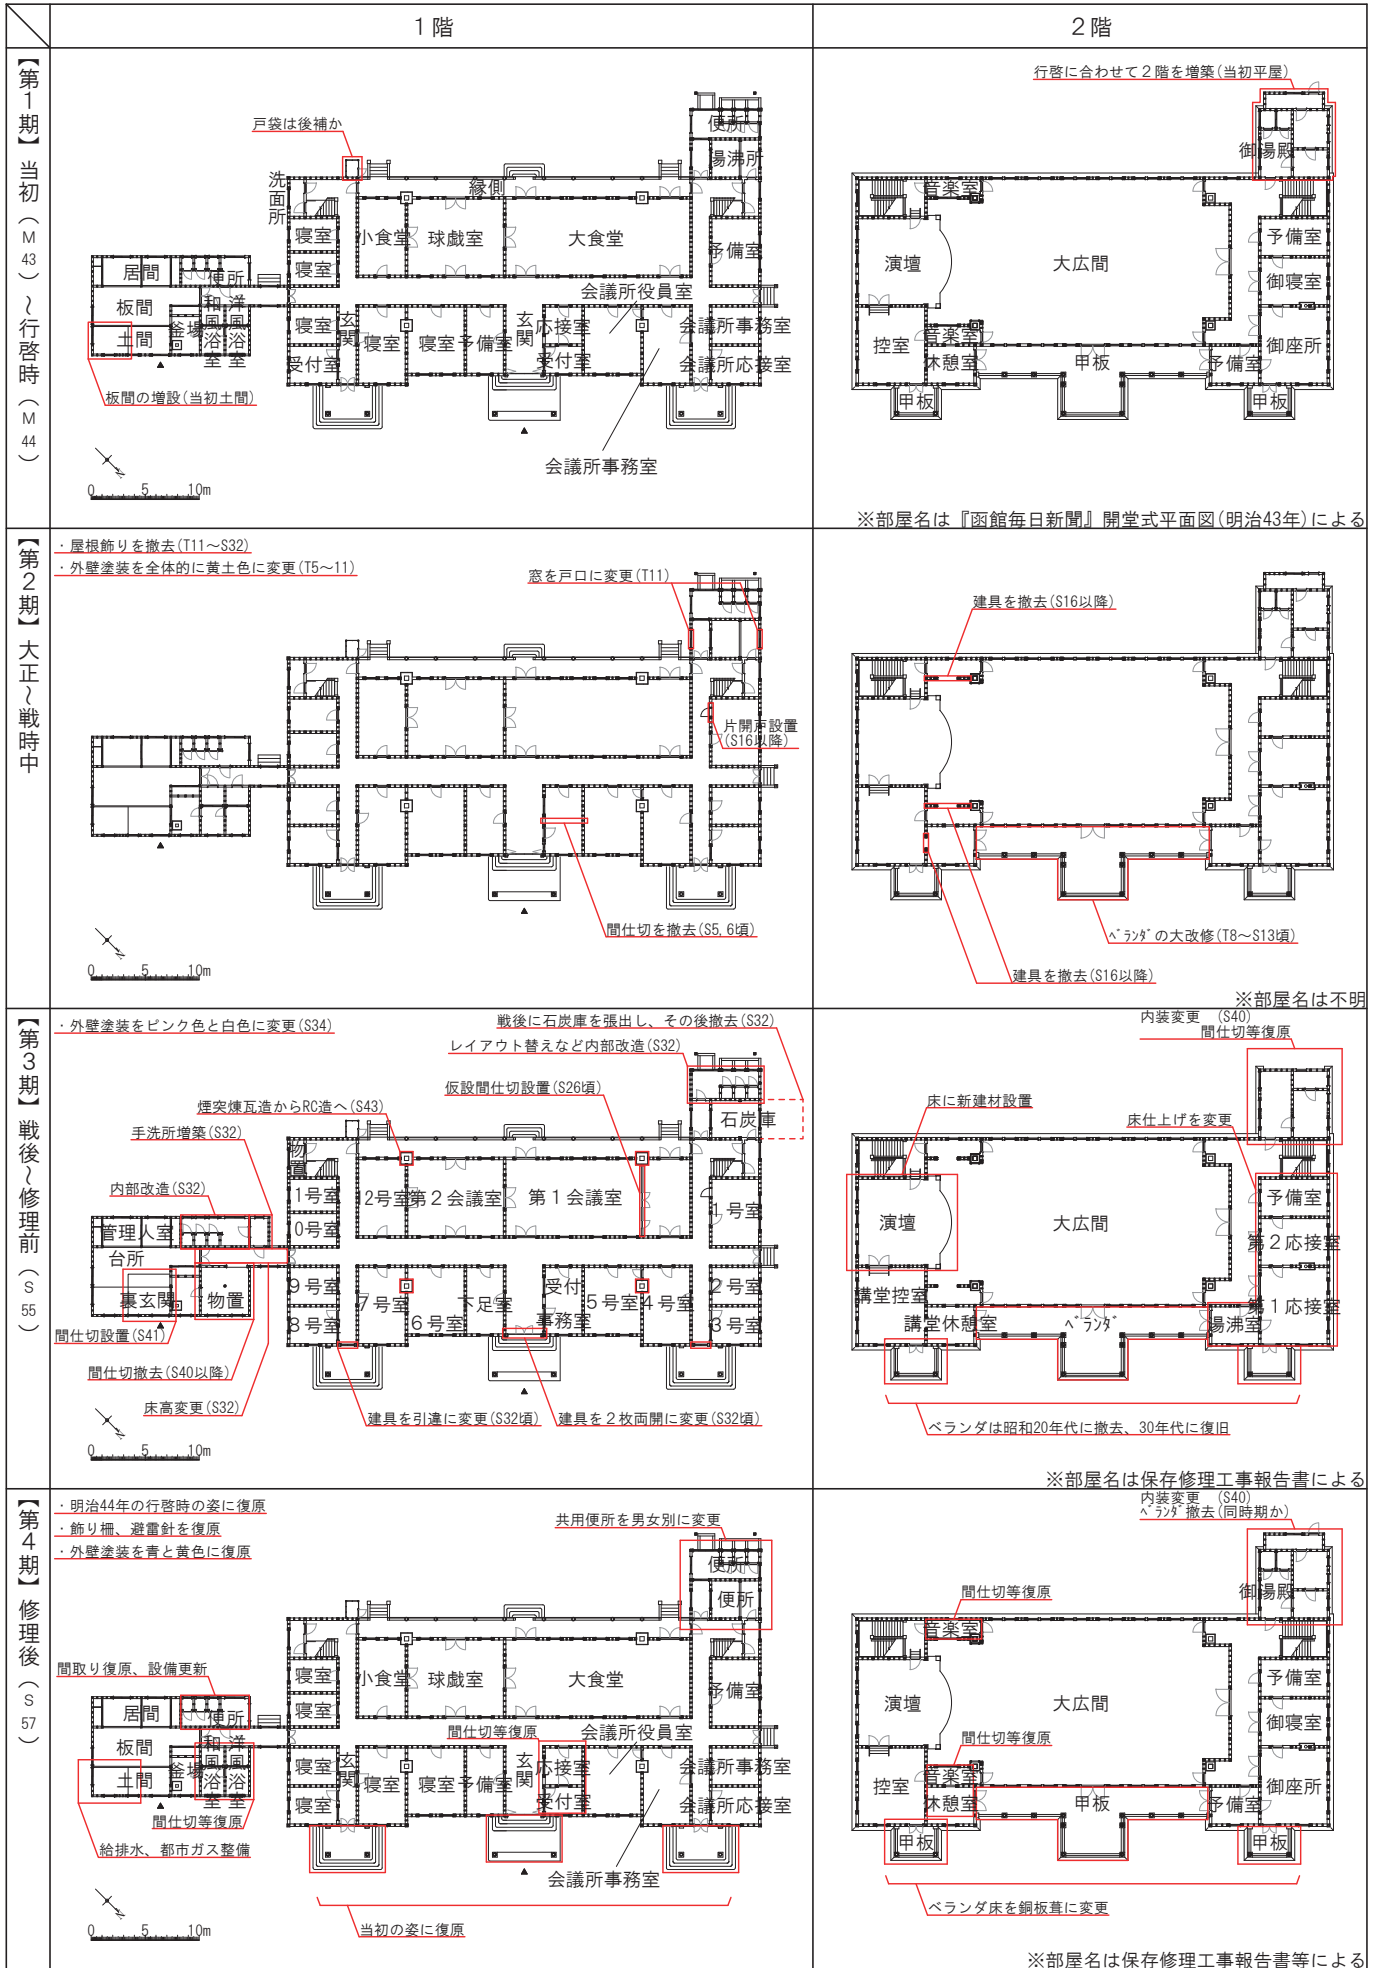 1階
2階
【第1期】当初（M43）～行啓時（M44）
戸袋は後補か
便所
湯沸所
洗面所
縁側
寝室
小食堂
球戯室
大食堂
予備室
寝室
居間
便所
板間
和風浴室
洋風浴室
釜場
土間
会議所役員室
寝室
玄関
寝室
寝室
予備室
玄関
応接室
受付室
受付室
会議所事務室
会議所応接室
板間の増設(当初土間)
会議所事務室
0 5 10m
行啓に合わせて２階を増築(当初平屋)
御湯殿
音楽室
演壇
大広間
予備室
御寝室
音楽室
控室
休憩室
甲板
予備室
御座所
甲板
甲板
※部屋名は『函館毎日新聞』開堂式平面図(明治43年)による
【第2期】大正～戦時中
・屋根飾りを撤去(T11～S32)
・外壁塗装を全体的に黄土色に変更(T5～11)
窓を戸口に変更(T11)
片開戸設置
(S16以降)
間仕切を撤去(S5,6頃)
0 5 10m
建具を撤去(S16以降)
ベランダの大改修(T8～S13頃)
建具を撤去(S16以降)
※部屋名は不明
【第3期】戦後～修理前（S55）
・外壁塗装をピンク色と白色に変更(S34)
戦後に石炭庫を張出し、その後撤去(S32)
レイアウト替えなど内部改造(S32)
仮設間仕切設置(S26頃)
煙突煉瓦造からRC造へ(S43)
手洗所増築(S32)
石炭庫
物置
内部改造(S32)
1号室
12号室
第２会議室
第１会議室
1号室
0号室
管理人室
台所
9号室
裏玄関
物置
7号室
6号室
下足室
受付
事務室
5号室
4号室
2号室
8号室
3号室
間仕切設置(S41)
間仕切撤去(S40以降)
床高変更(S32)
建具を引違に変更(S32頃)
建具を２枚両開に変更(S32頃)
0 5 10m
内装変更　(S40)
間仕切等復原
床に新建材設置
床仕上げを変更
演壇
大広間
予備室
第２応接室
講堂控室
第１応接室
講堂休憩室
ベランダ
湯沸室
ベランダは昭和20年代に撤去、30年代に復旧
※部屋名は保存修理工事報告書による
【第4期】修理後（S57）
・明治44年の行啓時の姿に復原
・飾り柵、避雷針を復原
・外壁塗装を青と黄色に復原
共用便所を男女別に変更
便所
便所
間取り復原、設備更新
寝室
小食堂
球戯室
大食堂
予備室
寝室
居間
便所
板間
和風浴室
洋風浴室
釜場
土間
間仕切等復原
会議所役員室
寝室
玄関
寝室
寝室
予備室
玄関
応接室
受付室
寝室
会議所事務室
会議所応接室
間仕切等復原
給排水、都市ガス整備
会議所事務室
当初の姿に復原
0 5 10m
内装変更　(S40)
ベランダ撤去(同時期か)
間仕切等復原
御湯殿
音楽室
演壇
大広間
予備室
御寝室
間仕切等復原
音楽室
控室
休憩室
甲板
予備室
御座所
甲板
甲板
ベランダ床を銅板葺に変更
※部屋名は保存修理工事報告書等による